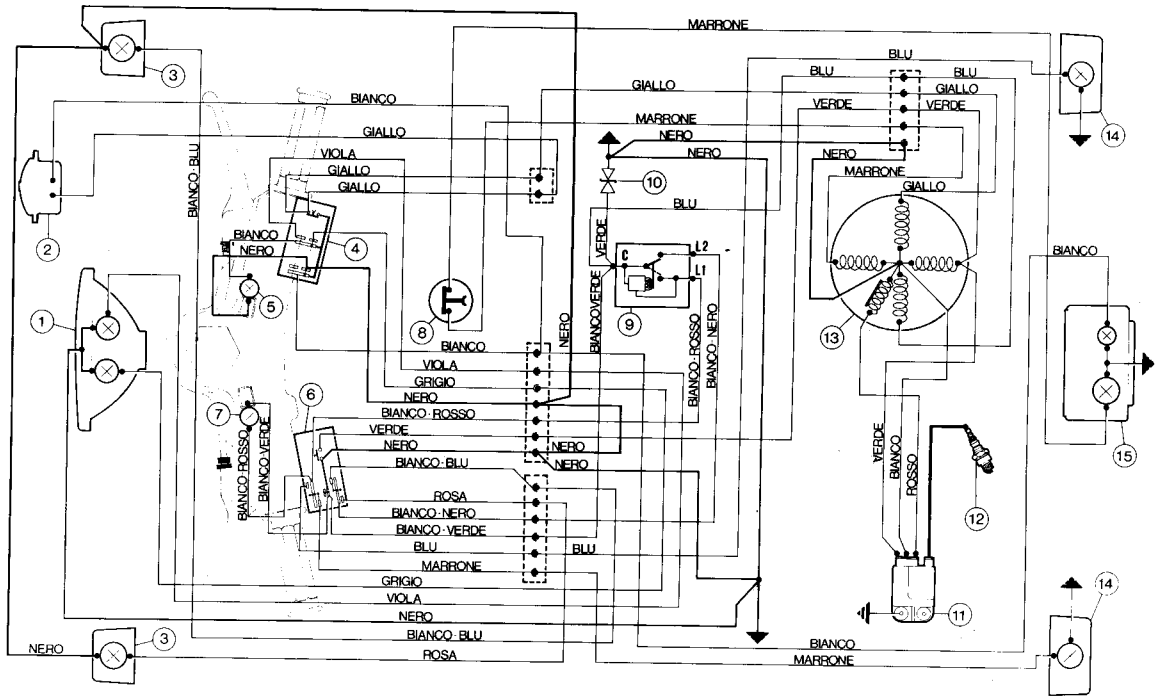 MARRONE
3
BLU
BLU
BLU
BLU
BIANCO
GIALLO
GIALLO
VERDE
VERDE
14
GIALLO
MARRONE
NERO
NERO
NERO
VIOLA
GIALLO
GIALLO
MARRONE
GIALLO
10
BIANCO-BLU
2
BLU
BIANCO
NERO
4
VERDE
C
L2
L1
BIANCO
5
1
8
9
13
BIANCO
VIOLA
GRIGIO
NERO
NERO
BIANCO-VERDE
BIANCO-ROSSO
BIANCO-NERO
7
6
BIANCO-ROSSO
VERDE
NERO
NERO
NERO
BIANCO-BLU
BIANCO-ROSSO
BIANCO-VERDE
VERDE
BIANCO
ROSSO
15
12
ROSA
BIANCO-NERO
BIANCO-VERDE
BLU
BLU
MARRONE
GRIGIO
VIOLA
NERO
11
14
3
BIANCO-BLU
NERO
ROSA
BIANCO
MARRONE